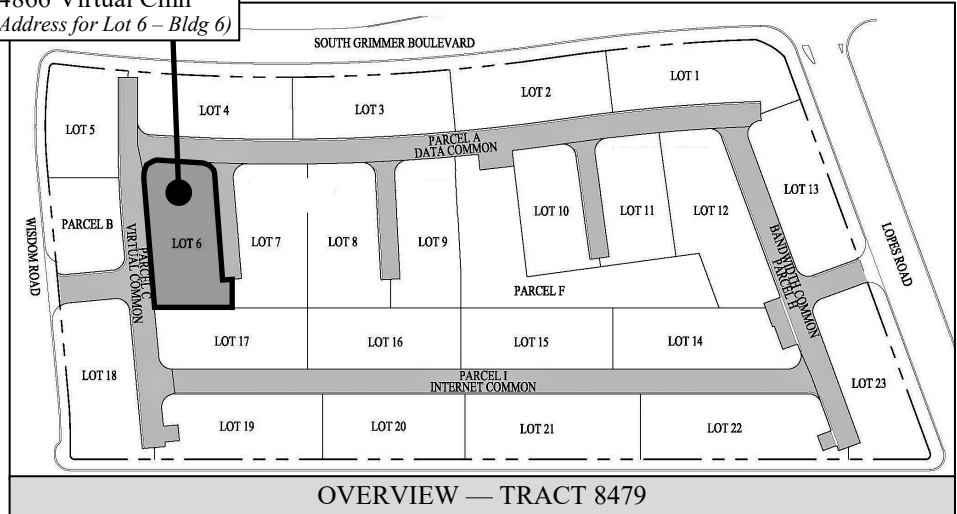 4866 Virtual Cmn
Address for Lot 6 – Bldg 6)
SOUTH GRIMMER BOULEVARD
LOT 1
LOT 2
LOT 3
LOT 4
LOT 5
PARCEL A
DATA COMMON
LOT 13
LOT 10
LOT 11
LOT 12
PARCEL B
LOT 6
LOT 7
LOT 8
LOT 9
WISDOM ROAD
PARCEL C
VIRTUAL COMMON
LOPES ROAD
BANDWIDTH COMMON
PARCEL H
PARCEL F
LOT 17
LOT 16
LOT 15
LOT 14
LOT 18
PARCEL I
INTERNET COMMON
LOT 23
LOT 19
LOT 20
LOT 21
LOT 22
OVERVIEW — TRACT 8479